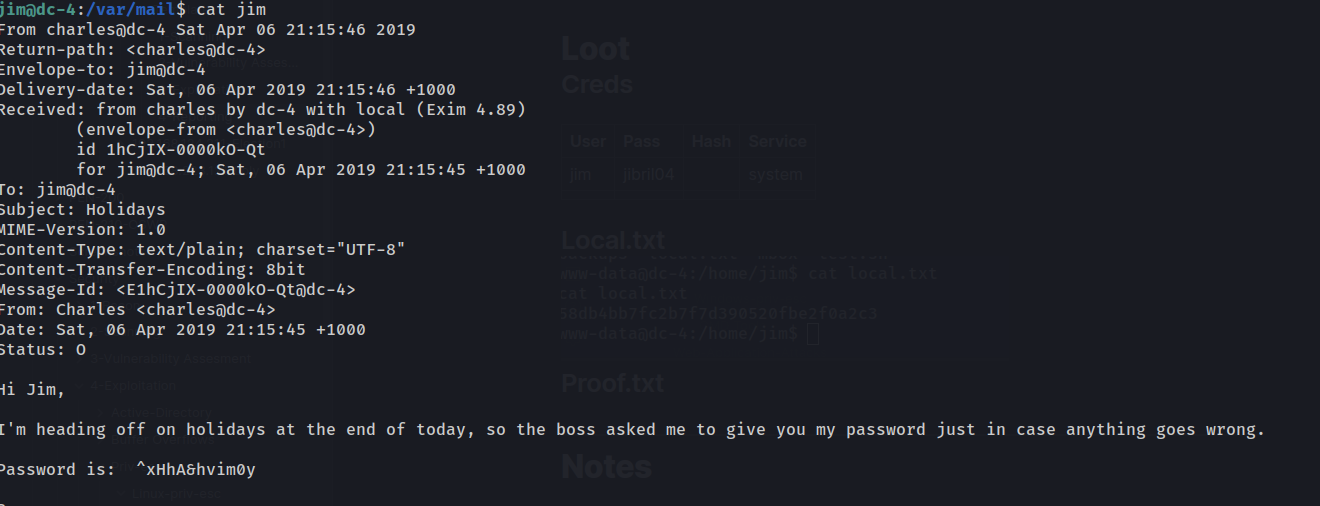 jim@dc-4:/var/mail$ cat jim
From charles@dc-4 Sat Apr 06 21:15:46 2019
Return-path: <charles@dc-4>
Envelope-to: jim@dc-4
Delivery-date: Sat, 06 Apr 2019 21:15:46 +1000
Received: from charles by dc-4 with local (Exim 4.89)
(envelope-from <charles@dc-4>)
id 1hCjIX-0000kO-Qt
for jim@dc-4; Sat, 06 Apr 2019 21:15:45 +1000
To: jim@dc-4
Subject: Holidays
MIME-Version: 1.0
Content-Type: text/plain; charset="UTF-8"
Content-Transfer-Encoding: 8bit
Message-Id: <E1hCjIX-0000kO-Qt@dc-4>
From: Charles <charles@dc-4>
Date: Sat, 06 Apr 2019 21:15:45 +1000
Status: O
Hi Jim,
I'm heading off on holidays at the end of today, so the boss asked me to give you my password just in case anything goes wrong.
Password is:  ^xHhA&hvim0y
Loot
Creds
User Pass Hash Service
jim jibril04 system
Local.txt
www-data@dc-4:/home/jim$ cat local.txt
cat local.txt
58db4bb7fc2b7f7d390520fbe2f0a2c3
www-data@dc-4:/home/jim$
Proof.txt
Notes
3-Vulnerability Assesment
4-Exploitation
Active-Directory
Linux-priv-esc